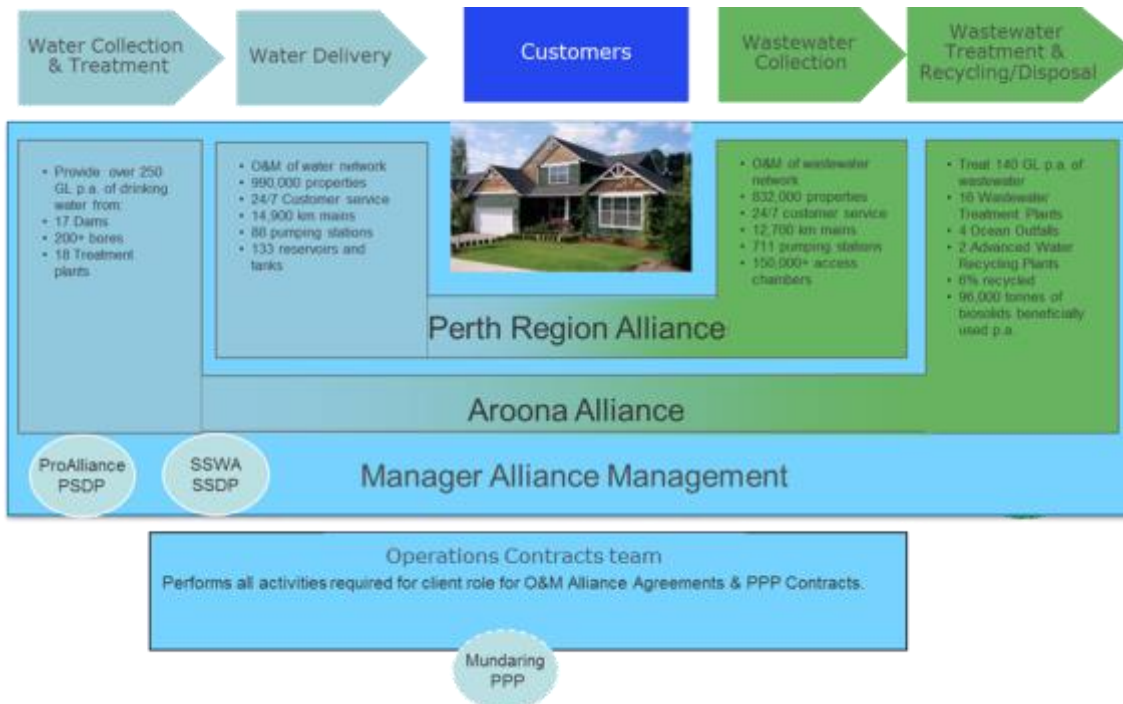 Water Collection
& Treatment
Water Delivery
Customers
Wastewater
Collection
Wastewater
Treatment &
Recycling/Disposal
• Provide over 250
GL p.a. of drinking
water from:
• 17 Dams
• 200+ bores
• 18 Treatment
plants
• O&M of water network
• 990,000 properties
• 24/7 Customer service
• 14,900 km mains
• 88 pumping stations
• 133 reservoirs and
tanks
• O&M of wastewater
network
• 832,000 properties
• 24/7 customer service
• 12,700 km mains
• 711 pumping stations
• 150,000+ access
chambers
• Treat 140 GL p.a. of
wastewater
• 16 Wastewater
Treatment Plants
• 4 Ocean Outfalls
• 2 Advanced Water
Recycling Plants
• 6% recycled
• 96,000 tonnes of
biosolids beneficially
used p.a.
Perth Region Alliance
Aroona Alliance
ProAlliance
PSDP
SSWA
SSDP
Manager Alliance Management
Operations Contracts team
Performs all activities required for client role for O&M Alliance Agreements & PPP Contracts.
Mundaring
PPP